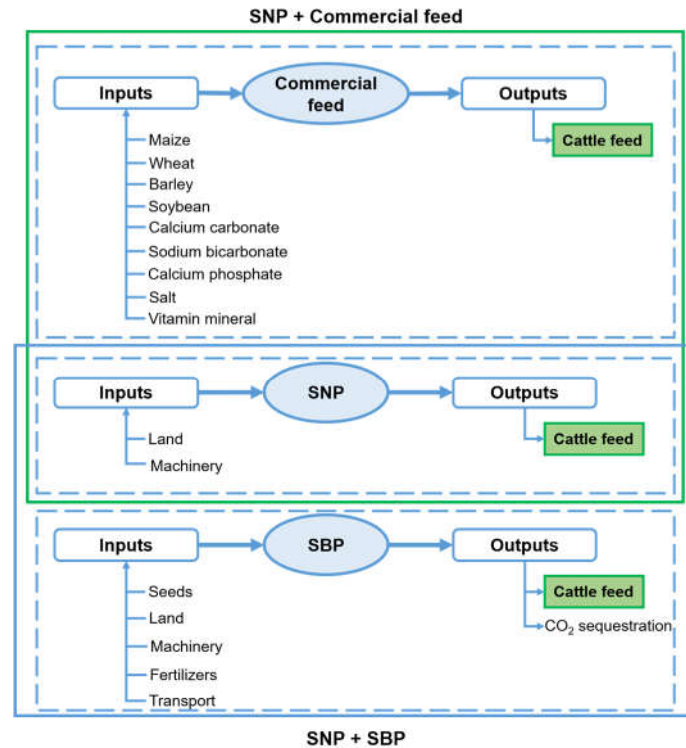 SNP + Commercial feed
Inputs
Commercial
feed
Outputs
Cattle feed
Maize
Wheat
Barley
Soybean
Calcium carbonate
Sodium bicarbonate
Calcium phosphate
Salt
Vitamin mineral
Inputs
SNP
Outputs
Cattle feed
Land
Machinery
Inputs
SBP
Outputs
Cattle feed
CO₂ sequestration
Seeds
Land
Machinery
Fertilizers
Transport
SNP + SBP